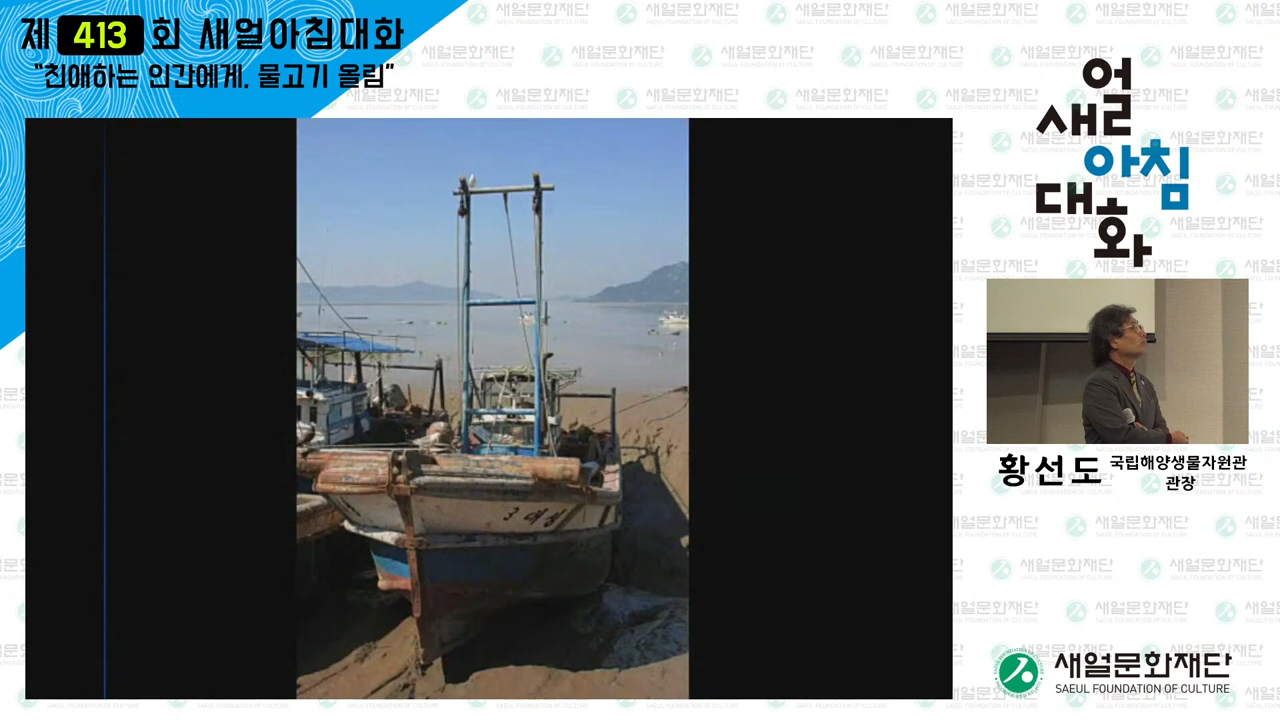 제 413 회 새얼아침대화
"친애하는 인간에게, 물고기 올림"
얼
새얼
아침
대화
황선도 국립해양생물자원관
관장
새얼문화재단
SAEUL FOUNDATION OF CULTURE